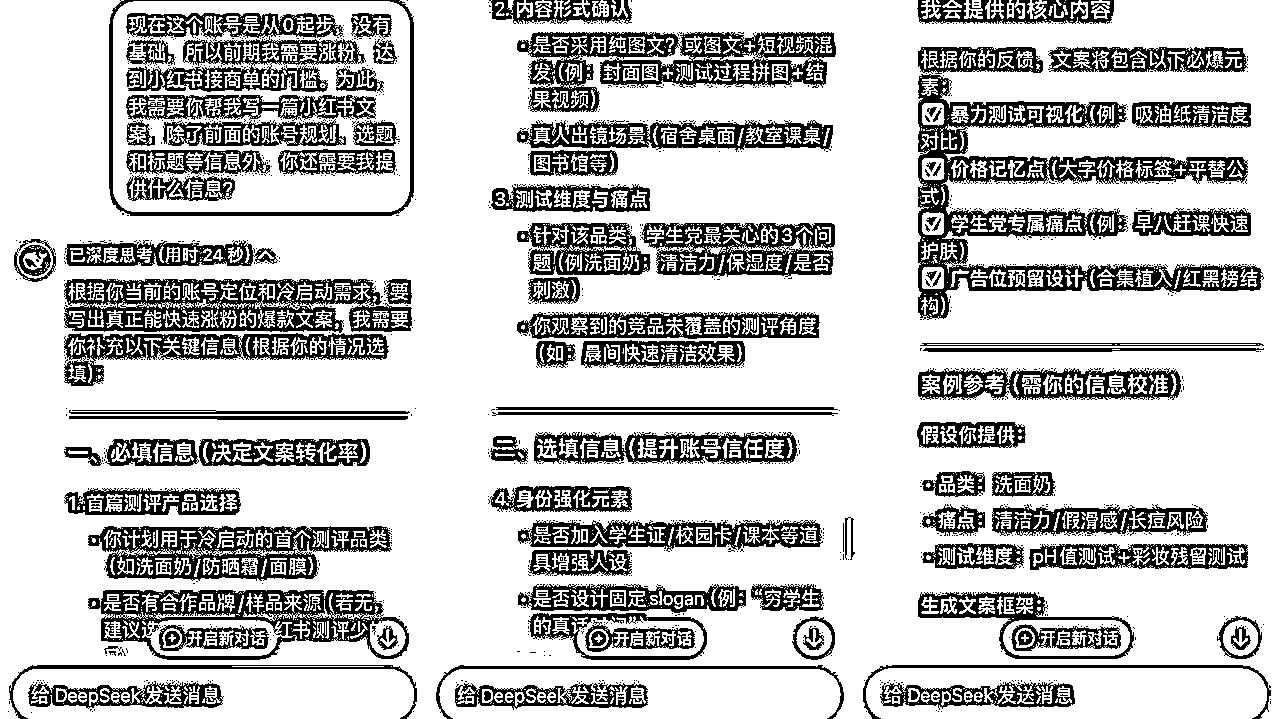 现在这个账号是从0起步，没有
基础，所以前期我需要涨粉，达
到小红书接商单的门槛。为此，
我需要你帮我写一篇小红书文
案，除了前面的账号规划、选题
和标题等信息外，你还需要我提
供什么信息？
已深度思考（用时 24 秒）
根据你当前的账号定位和冷启动需求，要
写出真正能快速涨粉的爆款文案，我需要
你补充以下关键信息（根据你的情况选
填）：
一、必填信息（决定文案转化率）
1. 首篇测评产品选择
你计划用于冷启动的首个测评品类
（如洗面奶/防晒霜/面膜）
是否有合作品牌/样品来源（若无，
建议选 红书测评少
开启新对话
给 DeepSeek 发送消息
2. 内容形式确认
是否采用纯图文？或图文+短视频混
发（例：封面图+测试过程拼图+结
果视频）
真人出镜场景（宿舍桌面/教室课桌/
图书馆等）
3. 测试维度与痛点
针对该品类，学生党最关心的3个问
题（例洗面奶：清洁力/保湿度/是否
刺激）
你观察到的竞品未覆盖的测评角度
（如：晨间快速清洁效果）
二、选填信息（提升账号信任度）
4. 身份强化元素
是否加入学生证/校园卡/课本等道
具增强人设
是否设计固定 slogan（例："穷学生
的真
开启新对话
给 DeepSeek 发送消息
我会提供的核心内容
根据你的反馈，文案将包含以下必爆元
素：
暴力测试可视化（例：吸油纸清洁度
对比）
价格记忆点（大字价格标签+平替公
式）
学生党专属痛点（例：早八赶课快速
护肤）
广告位预留设计（合集植入/红黑榜结
构）
案例参考（需你的信息校准）
假设你提供：
品类：洗面奶
痛点：清洁力/假滑感/长痘风险
测试维度：pH值测试+彩妆残留测试
生成文案框架：
开启新对话
给 DeepSeek 发送消息